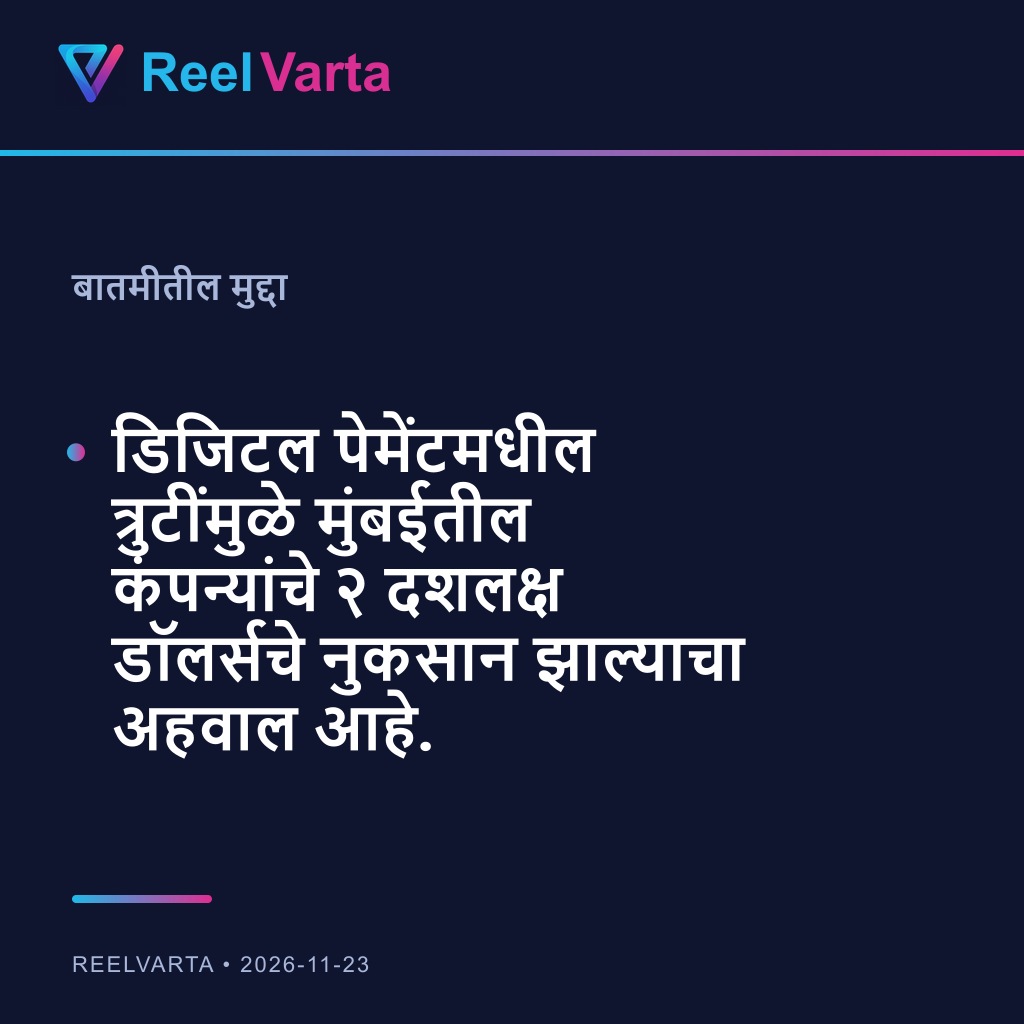 Reel Varta
बातमीतील मुद्दा
• डिजिटल पेमेंटमधील
त्रुटींमुळे मुंबईतील
कंपन्यांचे २ दशलक्ष
डॉलर्सचे नुकसान झाल्याचा
अहवाल आहे.
REELVARTA • 2026-11-23